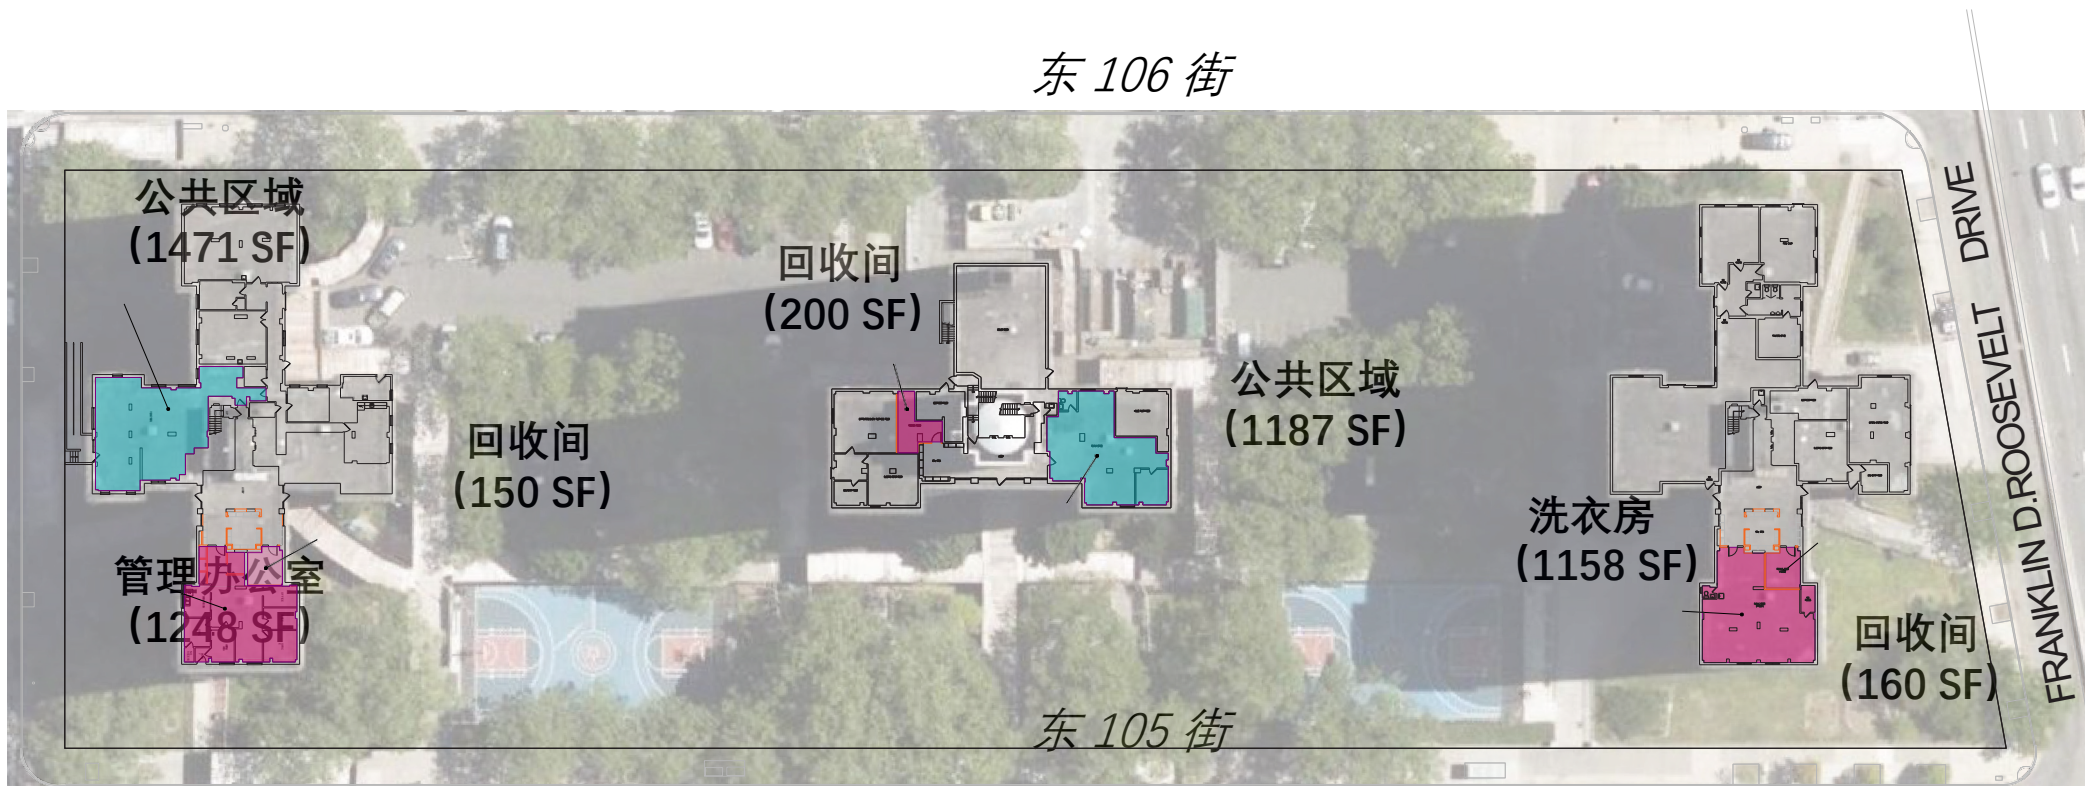 东 106 街
公共区域
(1471 SF)
回收间
(200 SF)
公共区域
(1187 SF)
回收间
(150 SF)
洗衣房
(1158 SF)
管理办公室
(1248 SF)
回收间
(160 SF)
东 105 街
FRANKLIN D.ROOSEVELT DRIVE